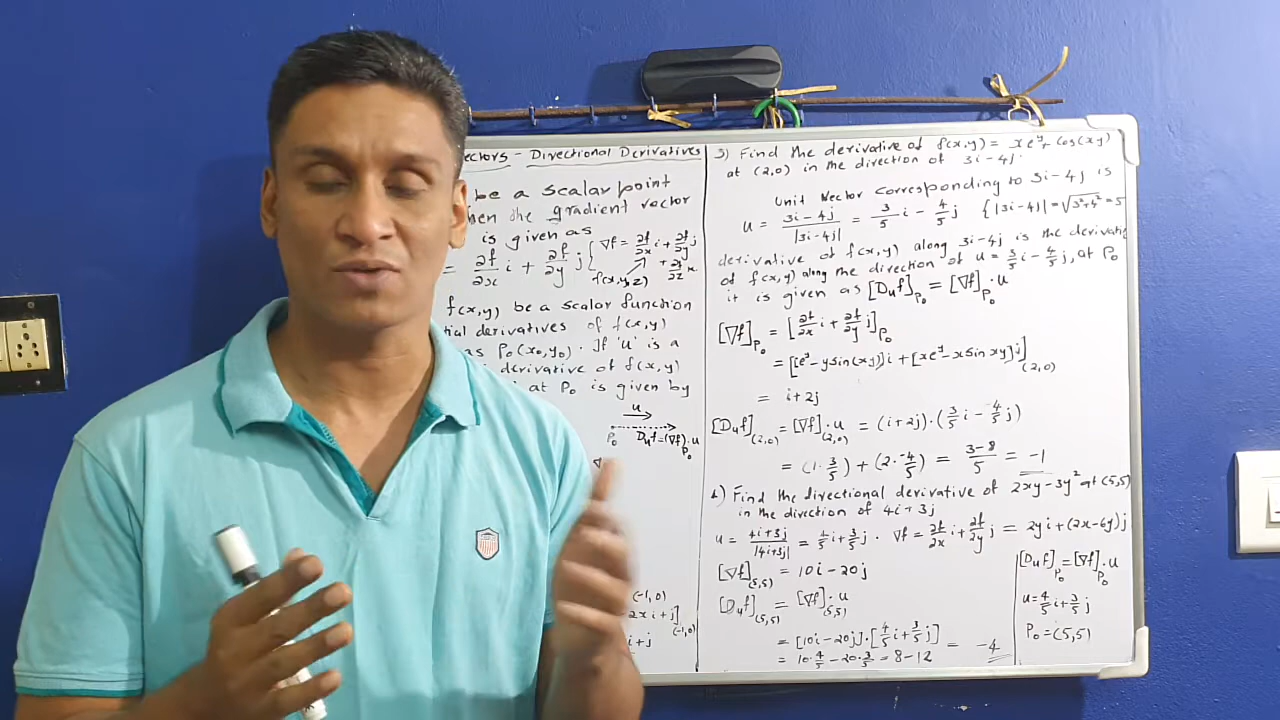 ectors - Directional Derivatives
be a scalar point
hen the gradient vector
is given as
= ∂f/∂x i + ∂f/∂y j { ∇f = ∂f/∂x i + ∂f/∂y j + ∂f/∂z k
f(x,y,z)
f(x,y) be a scalar function
tial derivatives of f(x,y)
as P₀(x₀,y₀). If 'u' is a
derivative of f(x,y)
at P₀ is given by
u
P₀ Duf=(∇f)P₀·u
(-1,0)
2xi+j](-1,0)
i+j
3) Find the derivative of f(x,y) = xe^y + Cos(xy)
at (2,0) in the direction of 3i-4j.
Unit Vector corresponding to 3i-4j is
u = (3i-4j)/|3i-4j| = 3/5 i - 4/5 j {|3i-4j| = √(3²+4²) = 5
derivative of f(x,y) along 3i-4j is the derivativ
of f(x,y) along the direction of u = 3/5 i - 4/5 j, at P₀
it is given as [Duf]P₀ = [∇f]P₀·u
[∇f]P₀ = [∂f/∂x i + ∂f/∂y j]P₀
= [[e^y - ysin(xy)]i + [xe^y - xsin xy]j](2,0)
= i+2j
[Duf](2,0) = [∇f](2,0)·u = (i+2j)·(3/5 i - 4/5 j)
= (1·3/5) + (2·-4/5) = (3-8)/5 = -1
4) Find the directional derivative of 2xy-3y² at (5,5)
in the direction of 4i+3j
u = (4i+3j)/|4i+3j| = 4/5 i + 3/5 j . ∇f = ∂f/∂x i + ∂f/∂y j = 2yi+(2x-6y)j
[∇f](5,5) = 10i-20j
[Duf](5,5) = [∇f](5,5)·u
= [10i-20j]·[4/5 i + 3/5 j] = -4
= 10·4/5 - 20·3/5 = 8-12
[Duf]P₀ = [∇f]P₀·u
u = 4/5 i + 3/5 j
P₀ = (5,5)